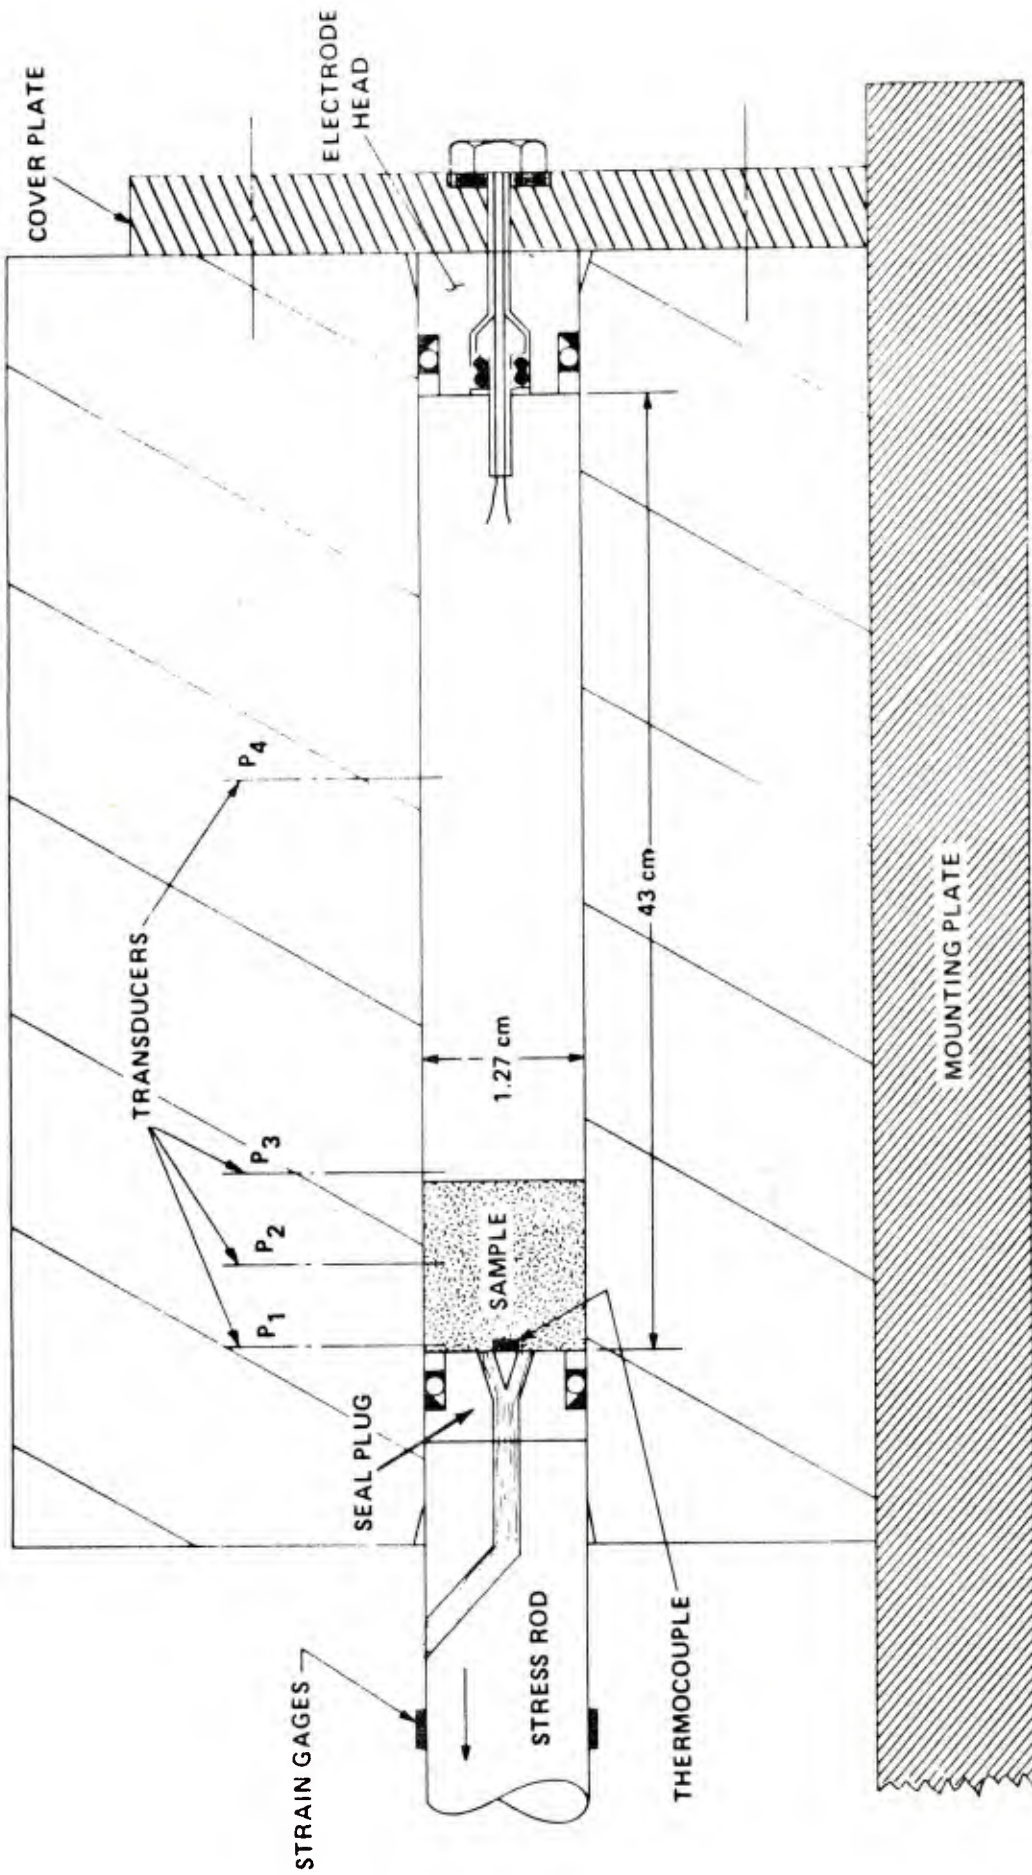 COVER PLATE
ELECTRODE
HEAD
TRANSDUCERS
P1
P2
P3
P4
SEAL PLUG
SAMPLE
1.27 cm
43 cm
STRAIN GAGES
STRESS ROD
THERMOCOUPLE
MOUNTING PLATE